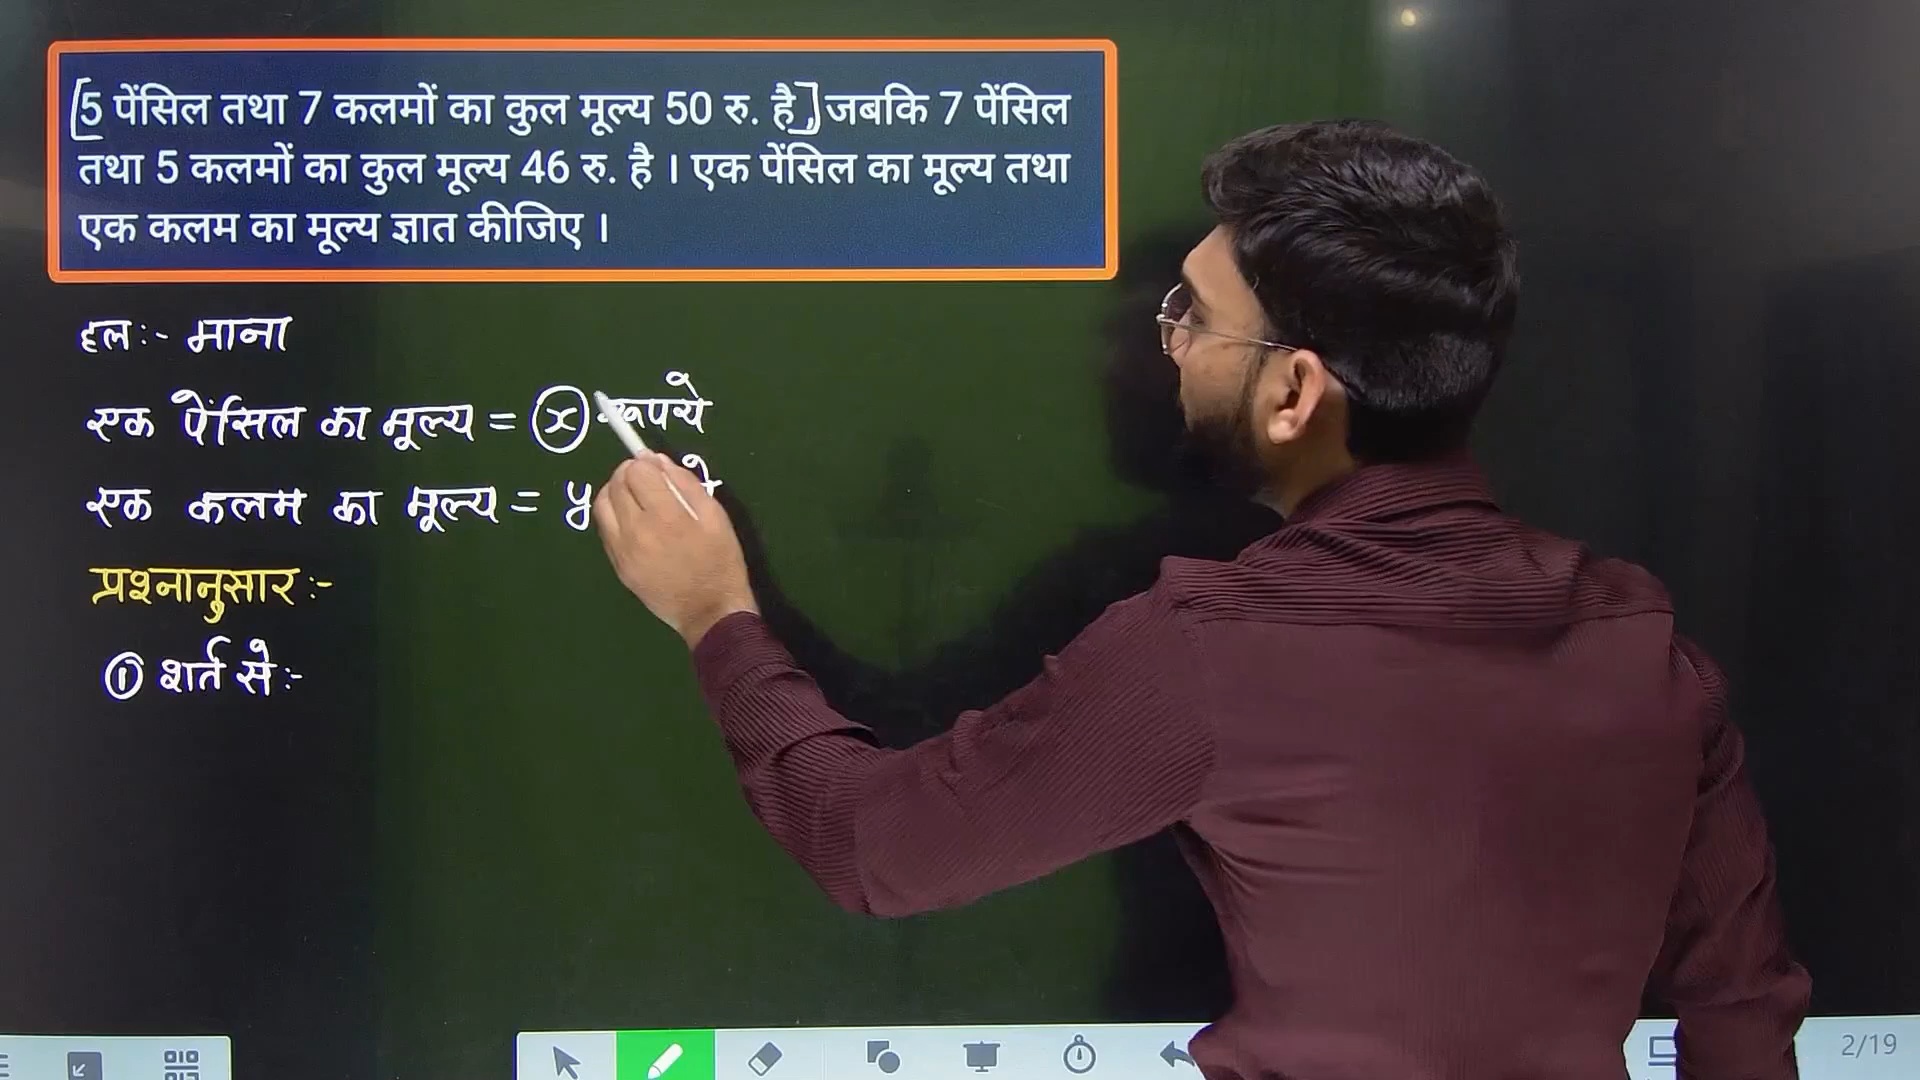 [5 पेंसिल तथा 7 कलमों का कुल मूल्य 50 रु. है,] जबकि 7 पेंसिल
तथा 5 कलमों का कुल मूल्य 46 रु. है । एक पेंसिल का मूल्य तथा
एक कलम का मूल्य ज्ञात कीजिए ।
हल:- माना
एक पेंसिल का मूल्य = x रूपये
एक कलम का मूल्य = y
प्रश्नानुसार:-
① शर्त से:-
2/19